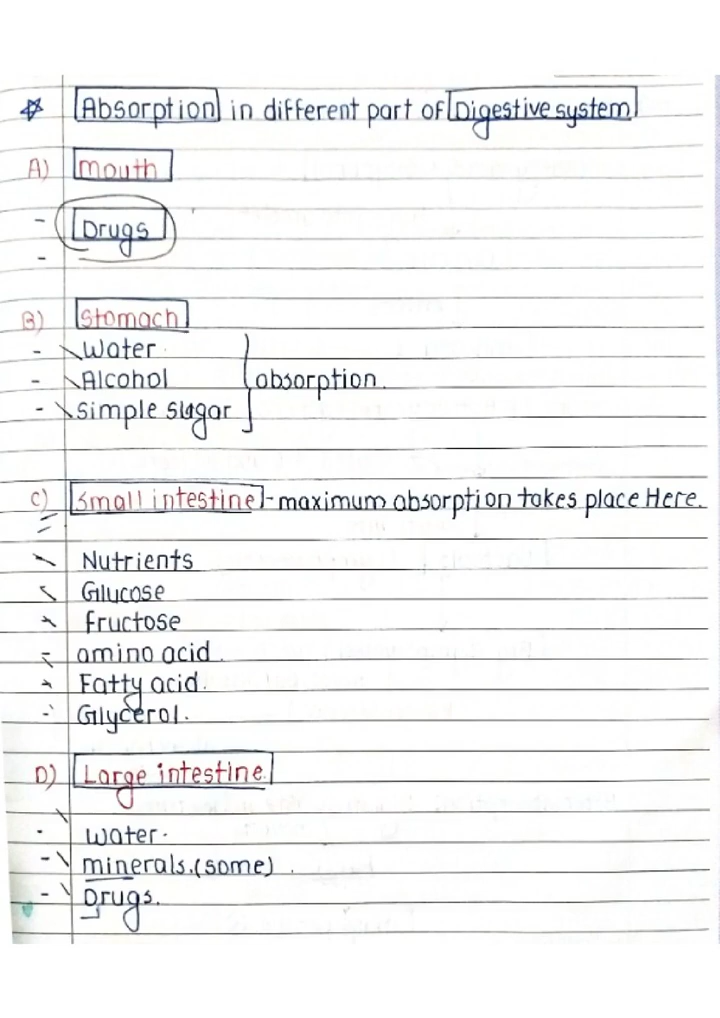 Absorption in different part of Digestive system
A) mouth
- Drugs
-
B) Stomach
- Water.
- Alcohol absorption.
- simple sugar
C) Small intestine - maximum absorption takes place Here.
Nutrients
Glucose
fructose
amino acid.
Fatty acid.
Glycerol.
D) Large intestine.
water.
- minerals.(some).
- Drugs.